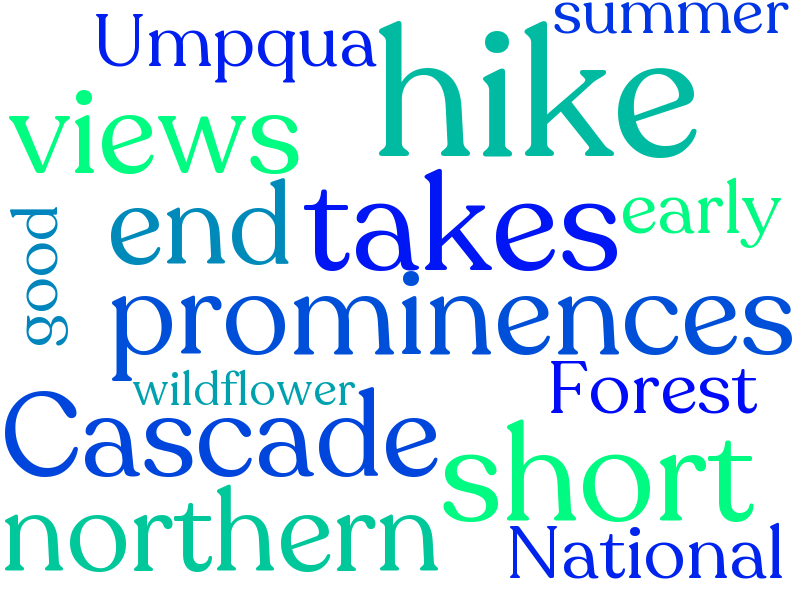 summer
Umpqua
hike
views
end
takes
early
good
prominences
wildflower
Forest
Cascade
short
northern
National